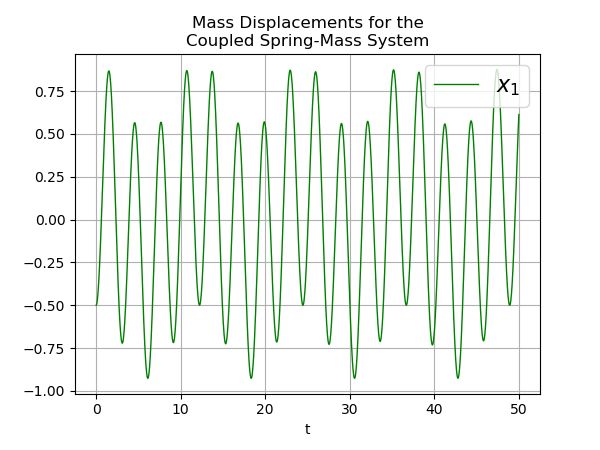 Mass Displacements for the
Coupled Spring-Mass System
x₁
0.75
0.50
0.25
0.00
−0.25
−0.50
−0.75
−1.00
0 10 20 30 40 50
t